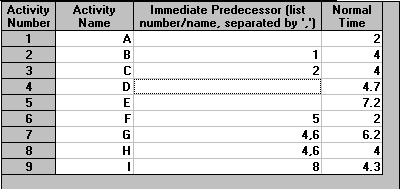 Activity Number Activity Name Immediate Predecessor (list number/name, separated by ',') Normal Time
1 A 2
2 B 1 4
3 C 2 4
4 D 4.7
5 E 7.2
6 F 5 2
7 G 4,6 6.2
8 H 4,6 4
9 I 8 4.3